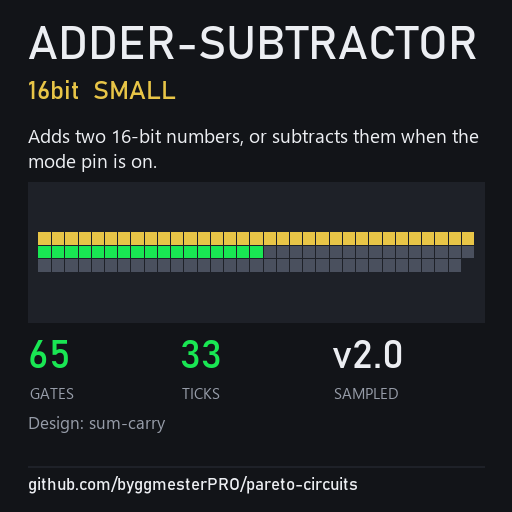 ADDER-SUBTRACTOR
16bit SMALL
Adds two 16-bit numbers, or subtracts them when the
mode pin is on.
65 33 v2.0
GATES TICKS SAMPLED
Design: sum-carry
github.com/byggmesterPRO/pareto-circuits